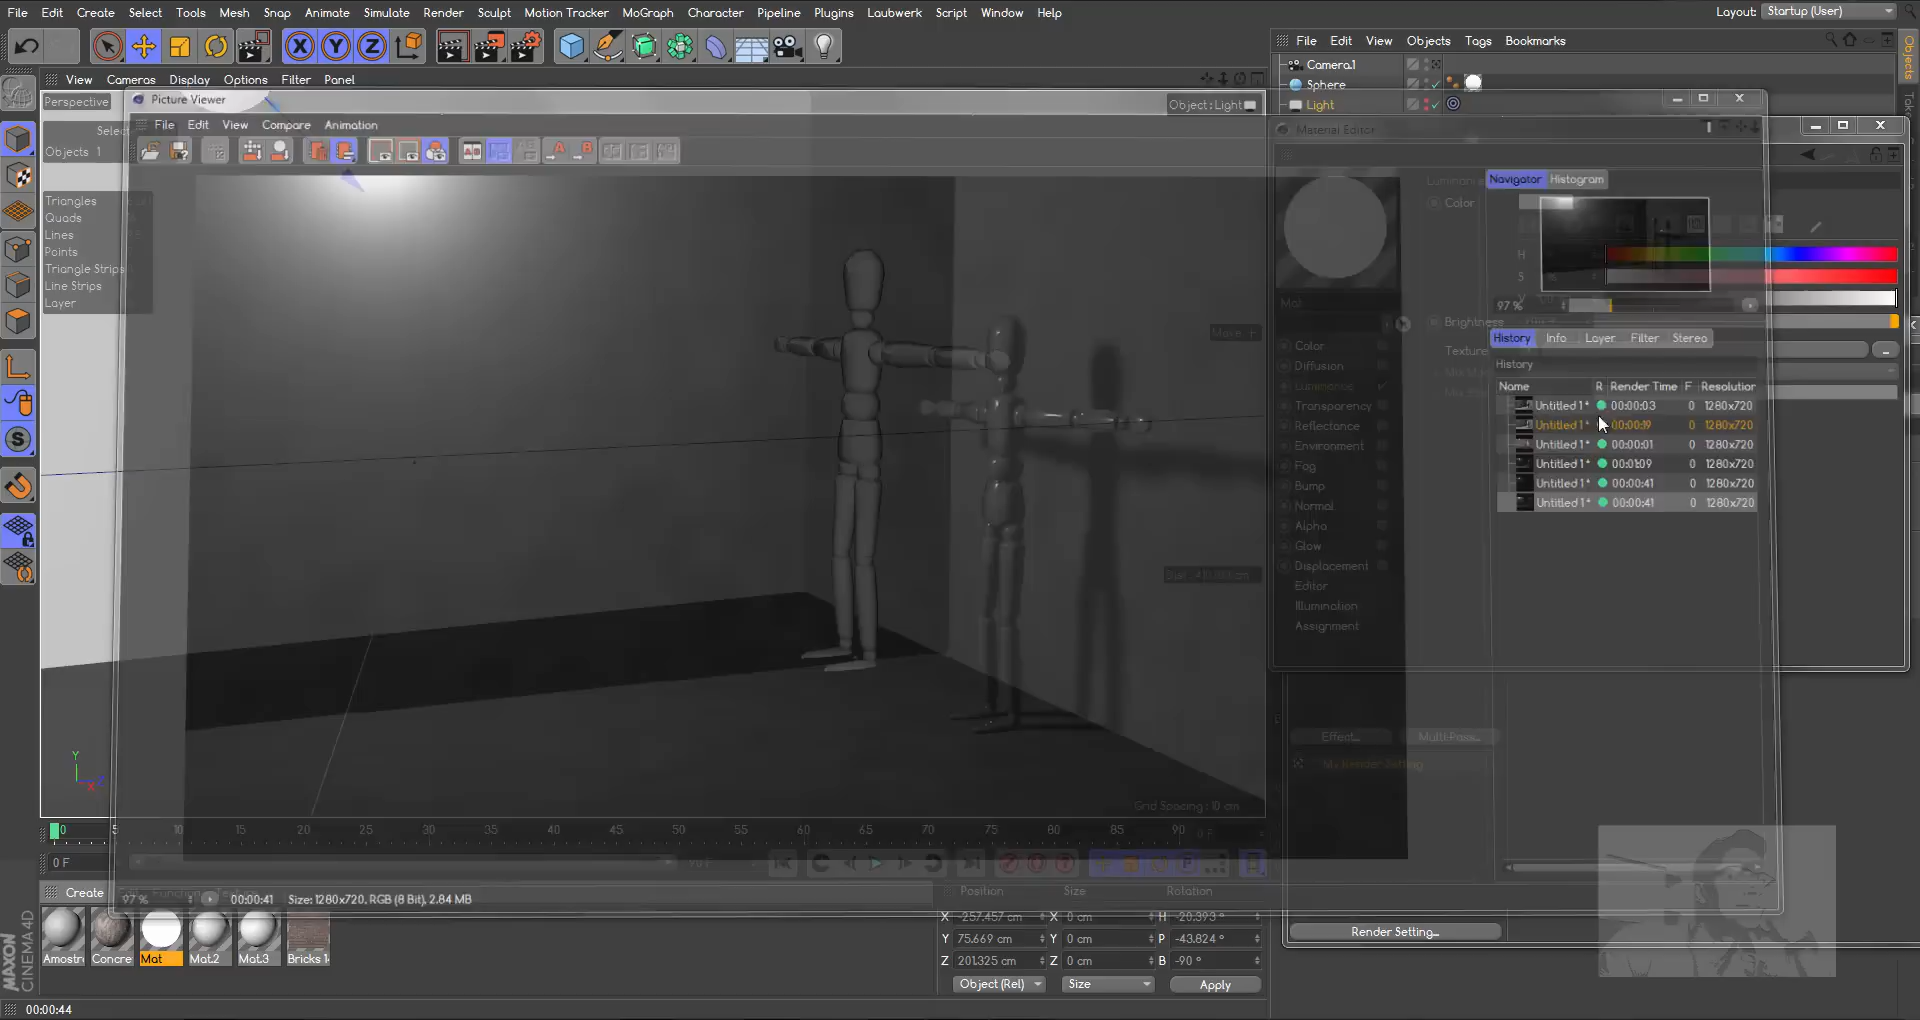 File Edit Create Select Tools Mesh Snap Animate Simulate Render Sculpt Motion Tracker MoGraph Character Pipeline Plugins Laubwerk Script Window Help
Layout: Startup (User)
File Edit View Objects Tags Bookmarks
Objects
Camera.1
Sphere
Light
View Cameras Display Options Filter Panel
Perspective
Picture Viewer
Object: Light
File Edit View Compare Animation
Objects 1
Triangles
Quads
Lines
Points
Triangle Strips
Line Strips
Layer
Material Editor
Navigator Histogram
Color
H
S
97 %
Mat
Brightness
Texture
History Info Layer Filter Stereo
History
Name R Render Time F Resolution
Untitled 1* 00:00:03 0 1280x720
Untitled 1* 00:00:19 0 1280x720
Untitled 1* 00:00:01 0 1280x720
Untitled 1* 00:01:09 0 1280x720
Untitled 1* 00:00:41 0 1280x720
Untitled 1* 00:00:41 0 1280x720
Color
Diffusion
Luminance
Transparency
Reflectance
Environment
Fog
Bump
Normal
Alpha
Glow
Displacement
Editor
Illumination
Assignment
Move
Effect... Multi-Pass...
My Render Setting
Grid Spacing : 10 cm
Y
X
Z
0 5 10 15 20 25 30 35 40 45 50 55 60 65 70 75 80 85 90 0 F
0 F
Create
97 % 00:00:41 Size: 1280x720, RGB (8 Bit), 2.84 MB
Position Size Rotation
X -257.457 cm X 0 cm H -20.393 °
Y 75.669 cm Y 0 cm P -43.824 °
Z 201.325 cm Z 0 cm B -90 °
Object (Rel) Size Apply
Render Setting...
Amostr Concre Mat Mat.2 Mat.3 Bricks 1
MAXON
CINEMA4D
00:00:44